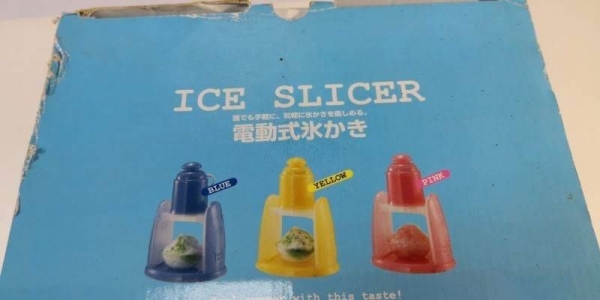 ICE SLICER
誰でも手軽に、気軽に氷かきを楽しめる。
電動式氷かき
BLUE
YELLOW
PINK
with this taste!